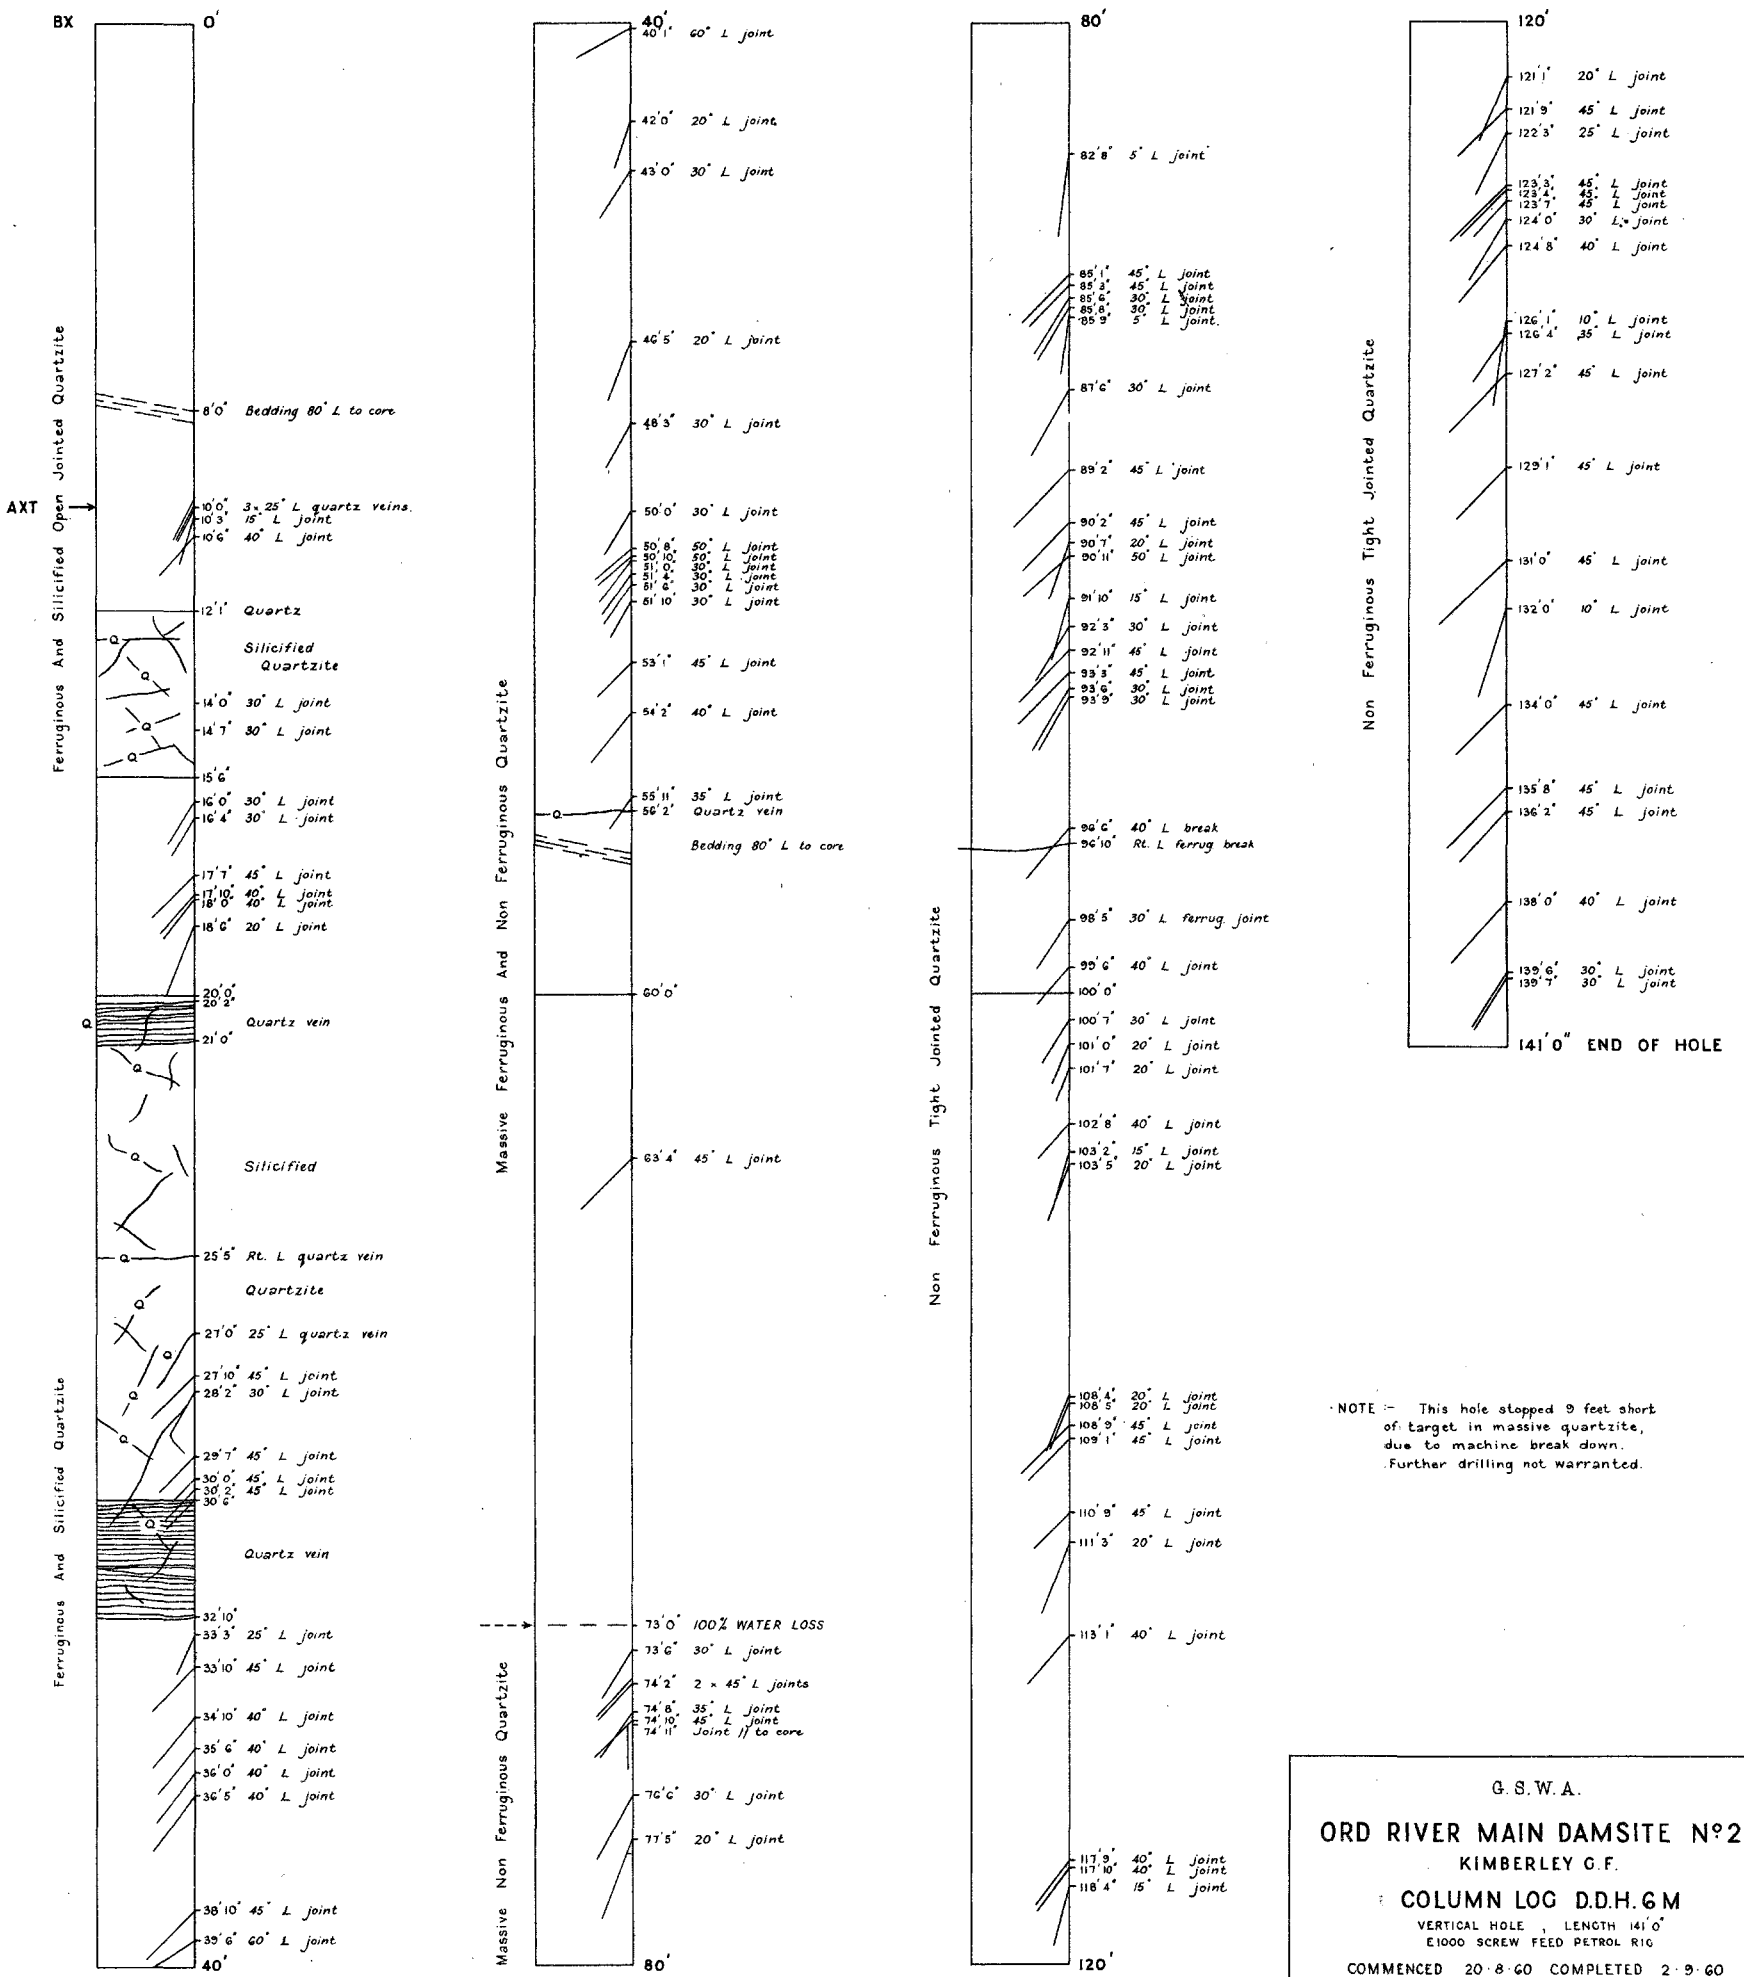 BX
0'
Ferruginous And Silicified Open Jointed Quartzite
8'0" Bedding 80° L to core
AXT
10'0" 3 × 25° L quartz veins.
10'3" 15° L joint
10'6" 40° L joint
12'1" Quartz
Q
Silicified
Quartzite
Q
14'0" 30° L joint
Q
14'7" 30° L joint
Q
15'6"
16'0" 30° L joint
16'4" 30° L joint
17'7" 45° L joint
17'10" 40° L joint
18'0" 40° L joint
18'6" 20° L joint
20'0"
20'2"
Q
Quartz vein
21'0"
Q
Q
Silicified
25'5" Rt. L quartz vein
Q
Quartzite
Q
27'0" 25° L quartz vein
Q
27'10" 45° L joint
28'2" 30° L joint
Q
Q
Ferruginous And Silicified Quartzite
29'7" 45° L joint
30'0" 45° L joint
30'2" 45° L joint
30'6"
Q
Quartz vein
32'10"
33'3" 25° L joint
33'10" 45° L joint
34'10" 40° L joint
35'6" 40° L joint
36'0" 40° L joint
36'5" 40° L joint
38'10" 45° L joint
39'6" 60° L joint
40'
40'
40'1" 60° L joint
42'0" 20° L joint
43'0" 30° L joint
46'5" 20° L joint
48'3" 30° L joint
50'0" 30° L joint
50'8" 50° L joint
50'10" 50° L joint
51'0" 30° L joint
51'4" 30° L joint
51'6" 30° L joint
51'10" 30° L joint
53'1" 45° L joint
54'2" 40° L joint
55'11" 35° L joint
56'2" Quartz vein
Q
Bedding 80° L to core
Massive Ferruginous And Non Ferruginous Quartzite
60'0"
63'4" 45° L joint
73'0" 100% WATER LOSS
73'6" 30° L joint
74'2" 2 × 45° L joints
74'8" 35° L joint
74'10" 45° L joint
74'11" Joint // to core
76'6" 30° L joint
77'5" 20° L joint
Massive Non Ferruginous Quartzite
80'
80'
82'8" 5° L joint
85'1" 45° L joint
85'3" 45° L joint
85'6" 30° L joint
85'8" 30° L joint
85'9" 5° L joint.
87'6" 30° L joint
89'2" 45° L joint
90'2" 45° L joint
90'7" 20° L joint
90'11" 50° L joint
91'10" 15° L joint
92'3" 30° L joint
92'11" 45° L joint
93'3" 45° L joint
93'6" 30° L joint
93'9" 30° L joint
96'6" 40° L break
96'10" Rt. L ferrug break
98'5" 30° L ferrug. joint
99'6" 40° L joint
100'0"
Non Ferruginous Tight Jointed Quartzite
100'7" 30° L joint
101'0" 20° L joint
101'7" 20° L joint
102'8" 40° L joint
103'2" 15° L joint
103'5" 20° L joint
108'4" 20° L joint
108'5" 20° L joint
108'9" 45° L joint
109'1" 45° L joint
110'9" 45° L joint
111'3" 20° L joint
113'1" 40° L joint
117'9" 40° L joint
117'10" 40° L joint
118'4" 15° L joint
120'
120'
121'1" 20° L joint
121'9" 45° L joint
122'3" 25° L joint
123'3" 45° L joint
123'4" 45° L joint
123'7" 45° L joint
124'0" 30° L joint
124'8" 40° L joint
126'1" 10° L joint
126'4" 35° L joint
127'2" 45° L joint
129'1" 45° L joint
Non Ferruginous Tight Jointed Quartzite
131'0" 45° L joint
132'0" 10° L joint
134'0" 45° L joint
135'8" 45° L joint
136'2" 45° L joint
138'0" 40° L joint
139'6" 30° L joint
139'7" 30° L joint
141'0" END OF HOLE
NOTE :- This hole stopped 9 feet short
of target in massive quartzite,
due to machine break down.
Further drilling not warranted.
G.S.W.A.
ORD RIVER MAIN DAMSITE Nº2
KIMBERLEY G.F.
COLUMN LOG D.D.H. 6M
VERTICAL HOLE , LENGTH 141'0"
E1000 SCREW FEED PETROL RIG
COMMENCED 20·8·60 COMPLETED 2·9·60